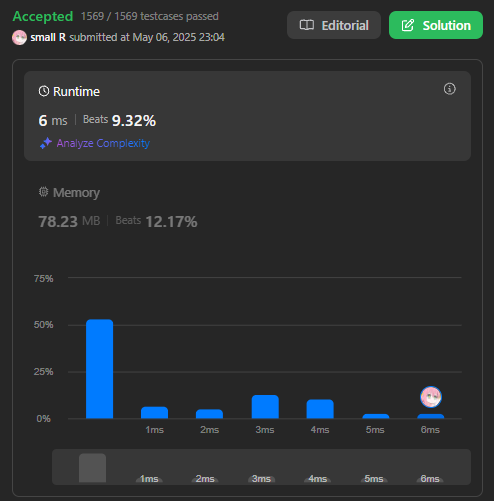 Accepted 1569 / 1569 testcases passed
Editorial
Solution
small R submitted at May 06, 2025 23:04
Runtime
6 ms | Beats 9.32%
Analyze Complexity
Memory
78.23 MB | Beats 12.17%
75%
50%
25%
0%
1ms 2ms 3ms 4ms 5ms 6ms
1ms 2ms 3ms 4ms 5ms 6ms